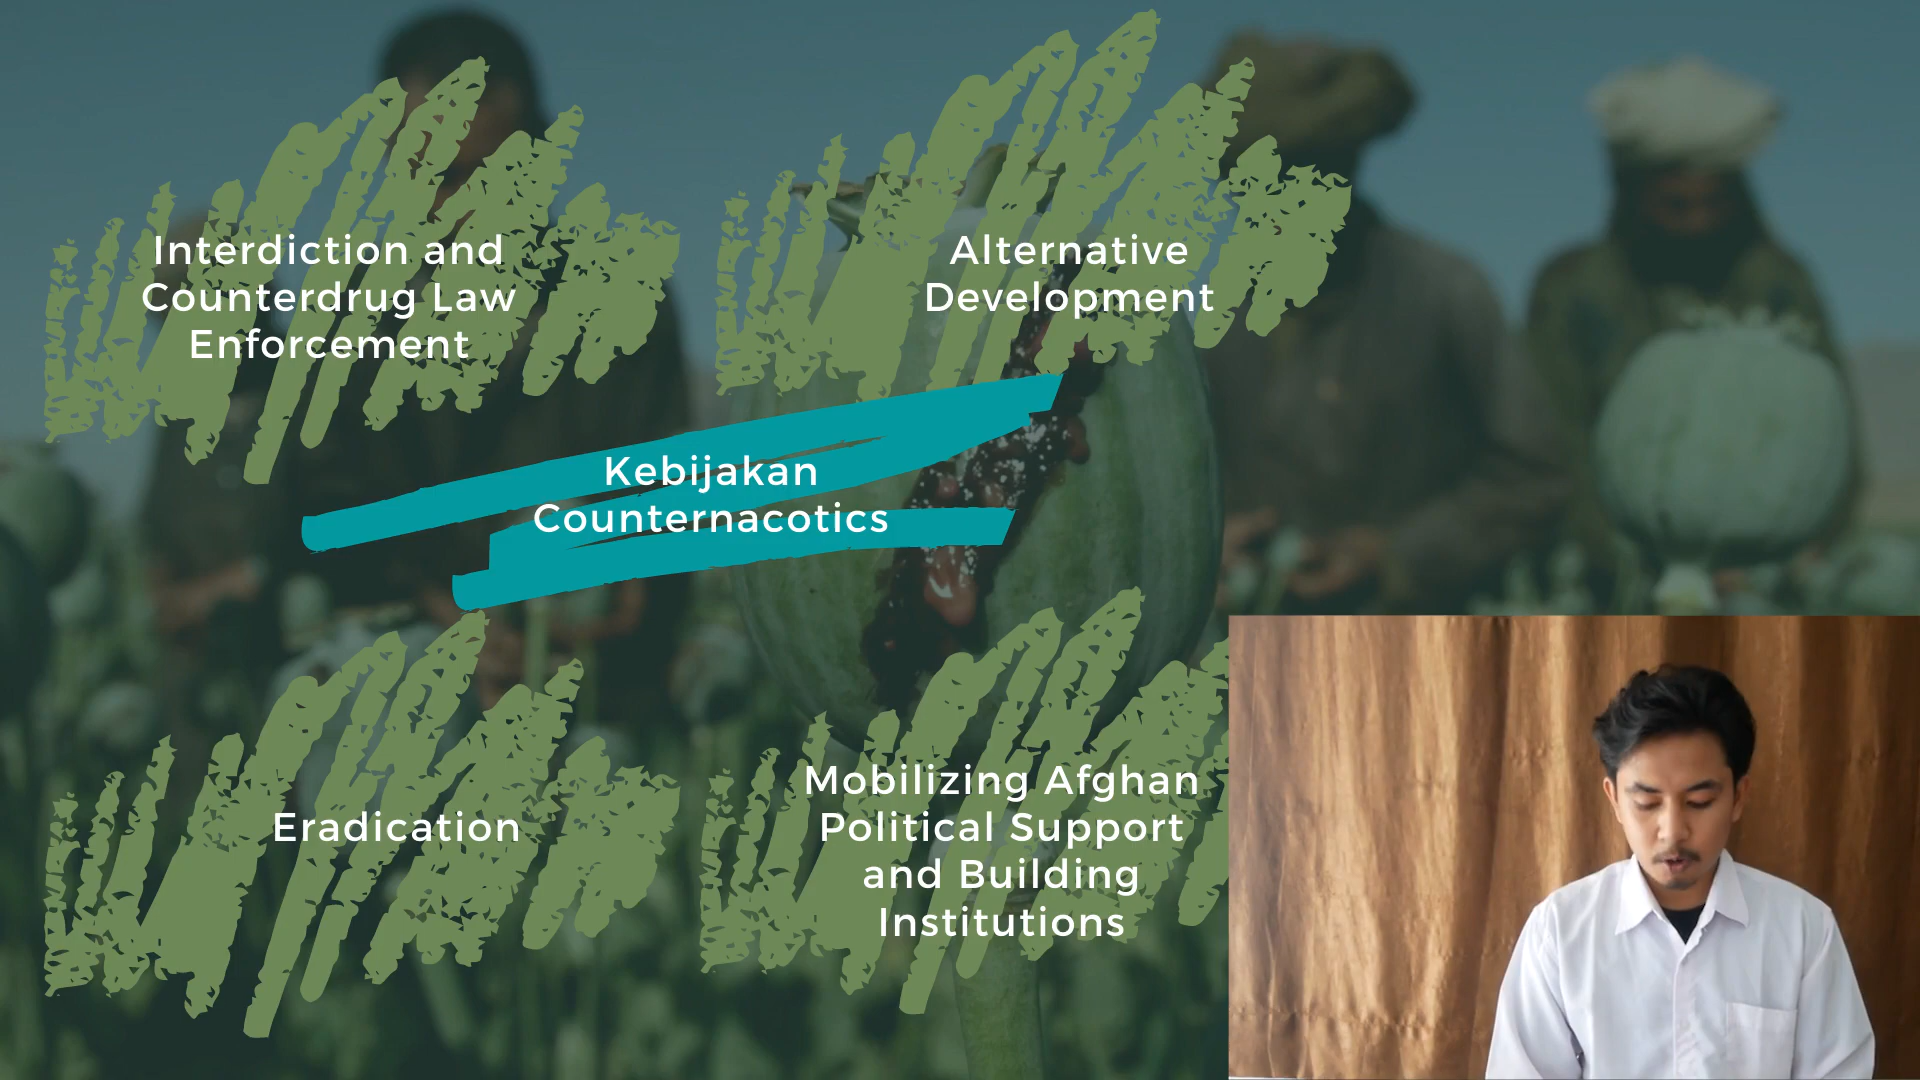 Interdiction and
Counterdrug Law
Enforcement
Alternative
Development
Kebijakan
Counternacotics
Eradication
Mobilizing Afghan
Political Support
and Building
Institutions